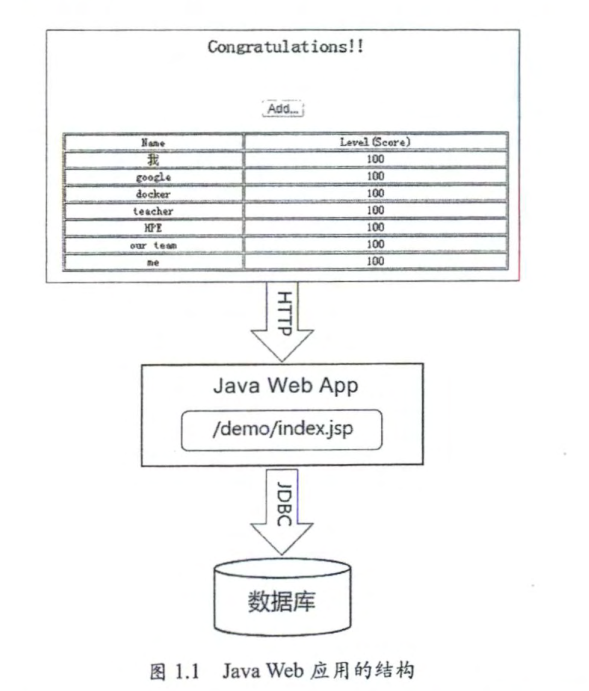 Congratulations!!
Add...
Name Level(Score)
我 100
google 100
docker 100
teacher 100
HPE 100
our team 100
me 100
HTTP
Java Web App
/demo/index.jsp
JDBC
数据库
图 1.1 Java Web 应用的结构